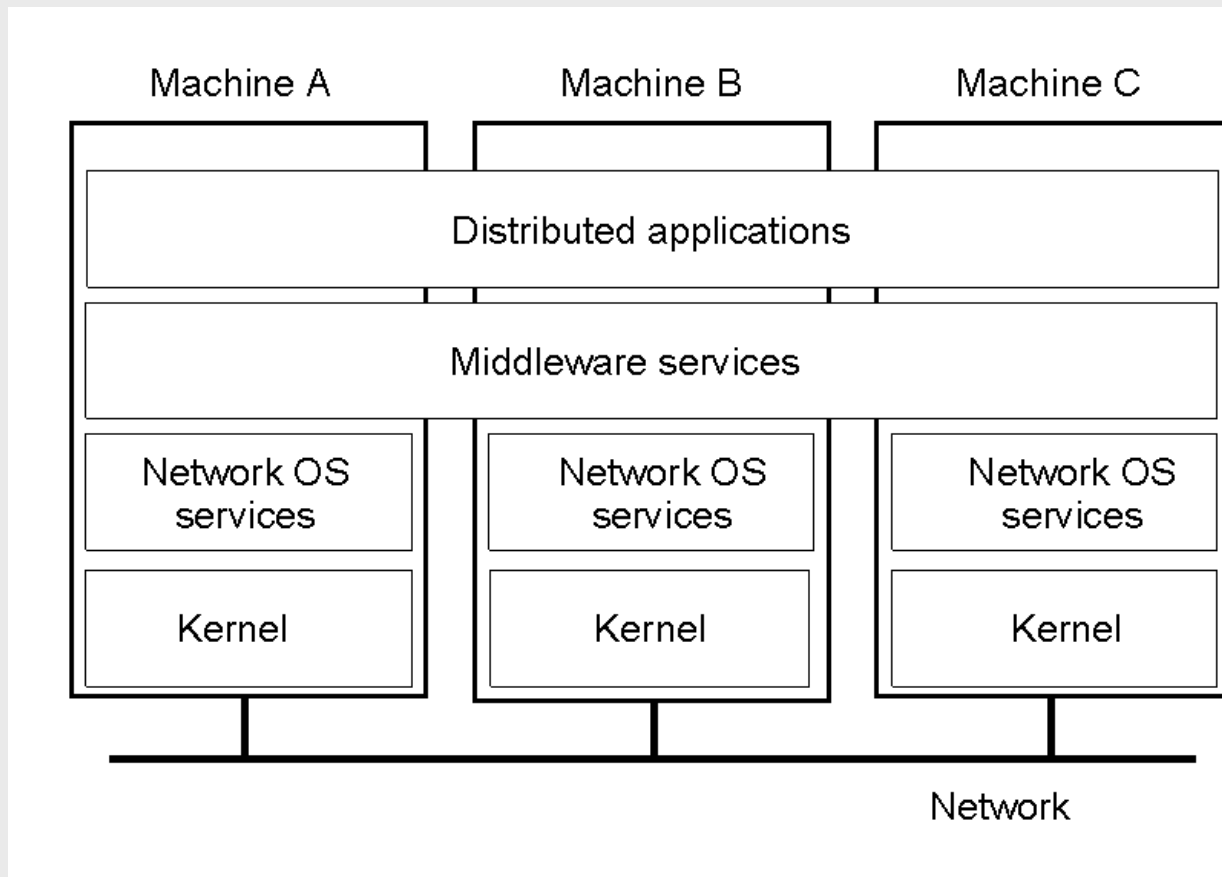 Machine A
Machine B
Machine C
Distributed applications
Middleware services
Network OS
services
Network OS
services
Network OS
services
Kernel
Kernel
Kernel
Network